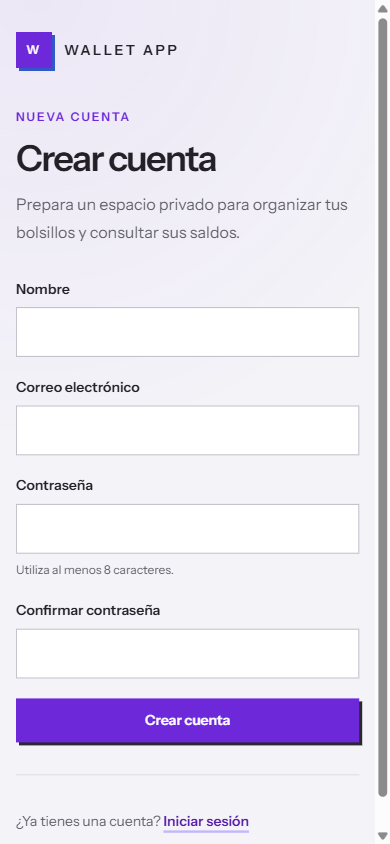 W
WALLET APP
NUEVA CUENTA
Crear cuenta
Prepara un espacio privado para organizar tus
bolsillos y consultar sus saldos.
Nombre
Correo electrónico
Contraseña
Utiliza al menos 8 caracteres.
Confirmar contraseña
Crear cuenta
¿Ya tienes una cuenta? Iniciar sesión